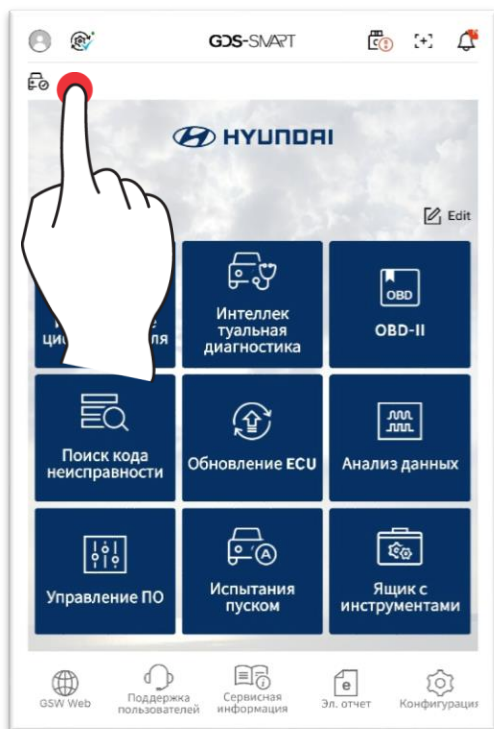 GDS-SMART
HYUNDAI
Edit
Интеллек
туальная
диагностика
OBD
OBD-II
Поиск кода
неисправности
Обновление ECU
Анализ данных
A
Управление ПО
Испытания
пуском
Ящик с
инструментами
e
GSW Web
Поддержка
пользователей
Сервисная
информация
Эл. отчет
Конфигурация